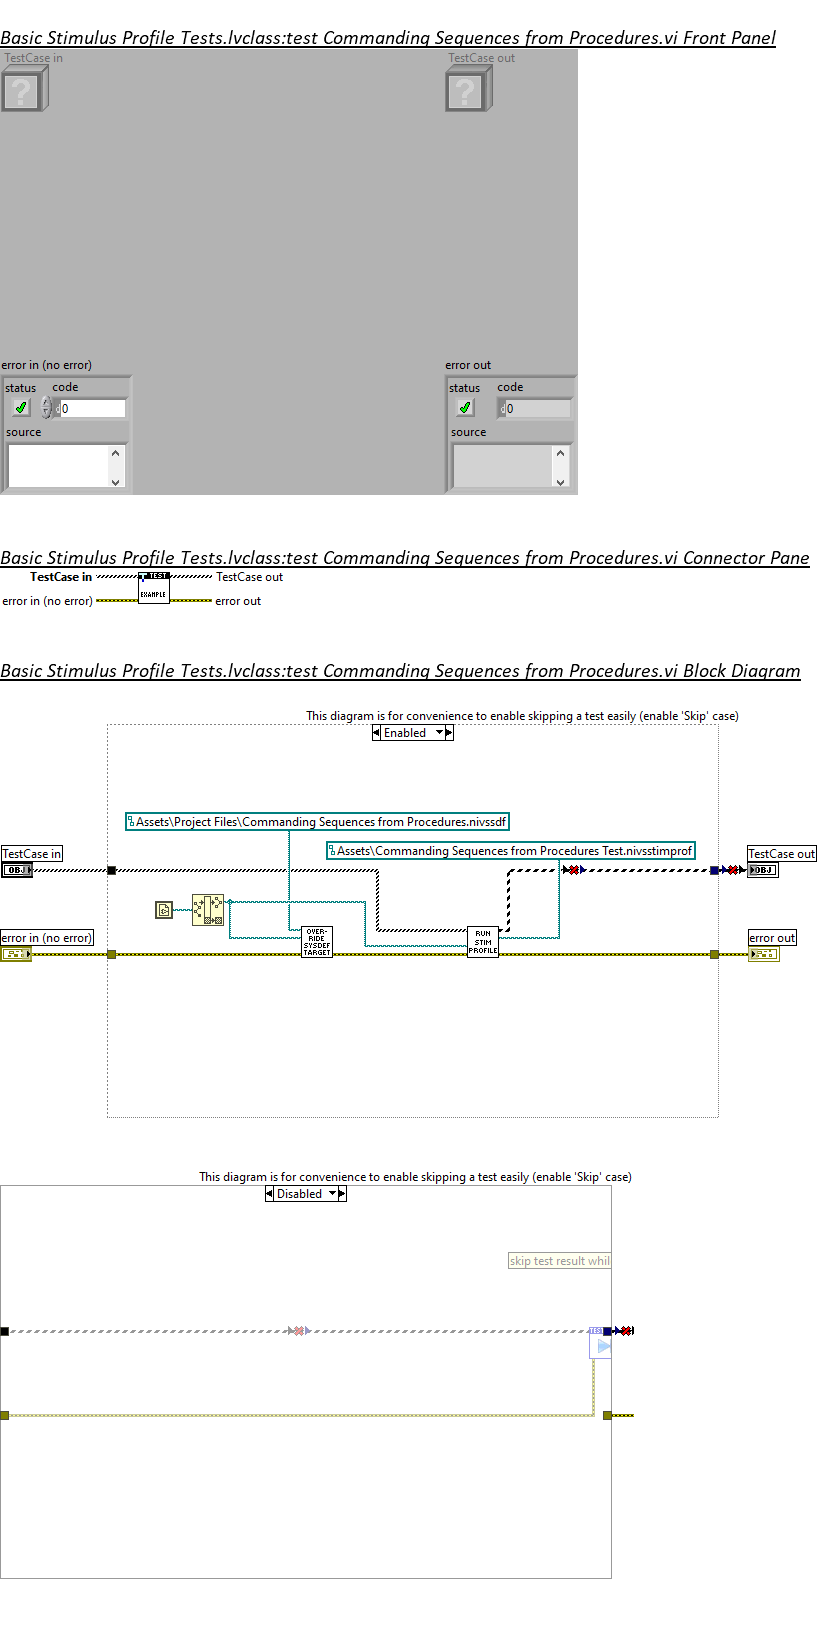 Basic Stimulus Profile Tests.lvclass:test Commanding Sequences from Procedures.vi Front Panel
TestCase in
TestCase out
error in (no error)
error out
status
code
status
code
d0
d0
source
source
Basic Stimulus Profile Tests.lvclass:test Commanding Sequences from Procedures.vi Connector Pane
TestCase in
TEST
TestCase out
error in (no error)
EXAMPLE
error out
Basic Stimulus Profile Tests.lvclass:test Commanding Sequences from Procedures.vi Block Diagram
This diagram is for convenience to enable skipping a test easily (enable 'Skip' case)
Enabled
Assets\Project Files\Commanding Sequences from Procedures.nivssdf
Assets\Commanding Sequences from Procedures Test.nivsstimprof
TestCase in
TestCase out
OBJ
OBJ
error in (no error)
error out
OVER-
RIDE
SYSDEF
TARGET
RUN
STIM
PROFILE
This diagram is for convenience to enable skipping a test easily (enable 'Skip' case)
Disabled
skip test result whil
TEST